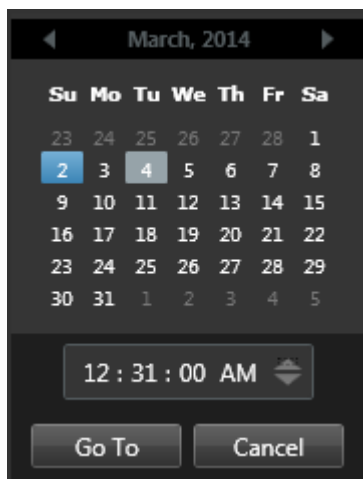 March, 2014
Su Mo Tu We Th Fr Sa
23 24 25 26 27 28 1
2 3 4 5 6 7 8
9 10 11 12 13 14 15
16 17 18 19 20 21 22
23 24 25 26 27 28 29
30 31 1 2 3 4 5
12 : 31 : 00 AM
Go To Cancel